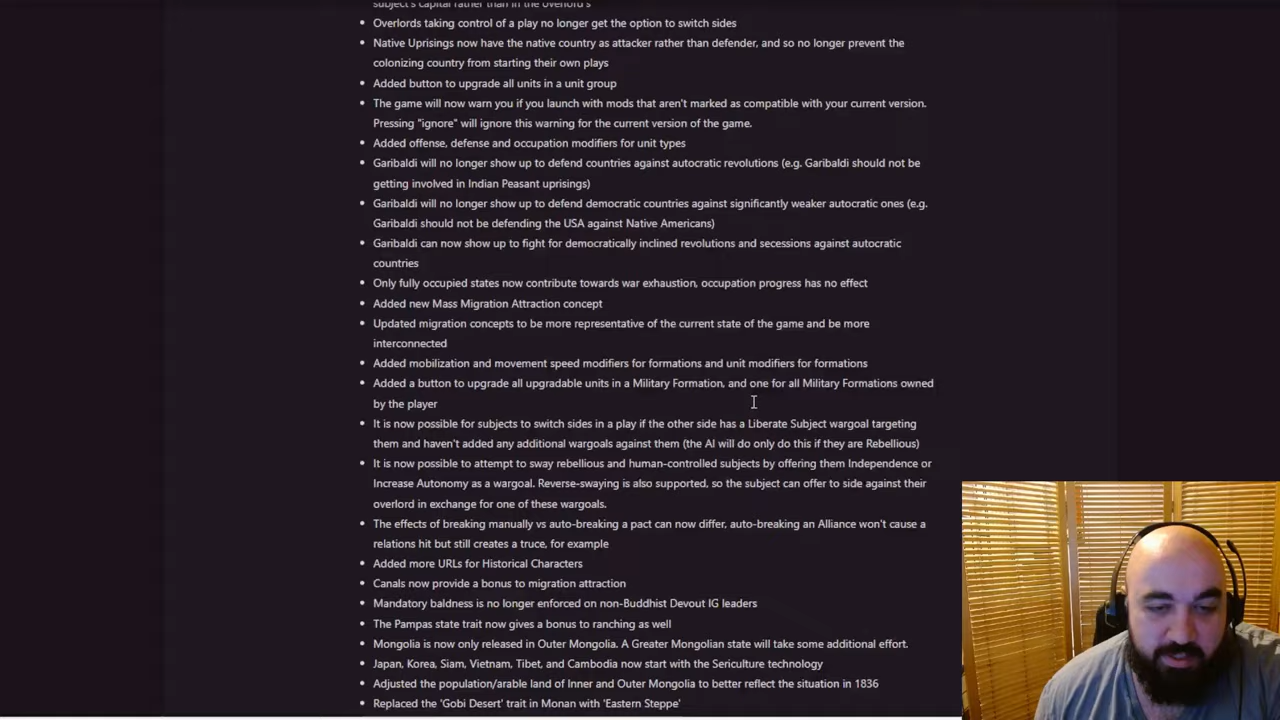 subject's capital rather than in the overlord's
Overlords taking control of a play no longer get the option to switch sides
Native Uprisings now have the native country as attacker rather than defender, and so no longer prevent the
colonizing country from starting their own plays
Added button to upgrade all units in a unit group
The game will now warn you if you launch with mods that aren't marked as compatible with your current version.
Pressing "ignore" will ignore this warning for the current version of the game.
Added offense, defense and occupation modifiers for unit types
Garibaldi will no longer show up to defend countries against autocratic revolutions (e.g. Garibaldi should not be
getting involved in Indian Peasant uprisings)
Garibaldi will no longer show up to defend democratic countries against significantly weaker autocratic ones (e.g.
Garibaldi should not be defending the USA against Native Americans)
Garibaldi can now show up to fight for democratically inclined revolutions and secessions against autocratic
countries
Only fully occupied states now contribute towards war exhaustion, occupation progress has no effect
Added new Mass Migration Attraction concept
Updated migration concepts to be more representative of the current state of the game and be more
interconnected
Added mobilization and movement speed modifiers for formations and unit modifiers for formations
Added a button to upgrade all upgradable units in a Military Formation, and one for all Military Formations owned
by the player
It is now possible for subjects to switch sides in a play if the other side has a Liberate Subject wargoal targeting
them and haven't added any additional wargoals against them (the AI will do only do this if they are Rebellious)
It is now possible to attempt to sway rebellious and human-controlled subjects by offering them Independence or
Increase Autonomy as a wargoal. Reverse-swaying is also supported, so the subject can offer to side against their
overlord in exchange for one of these wargoals.
The effects of breaking manually vs auto-breaking a pact can now differ, auto-breaking an Alliance won't cause a
relations hit but still creates a truce, for example
Added more URLs for Historical Characters
Canals now provide a bonus to migration attraction
Mandatory baldness is no longer enforced on non-Buddhist Devout IG leaders
The Pampas state trait now gives a bonus to ranching as well
Mongolia is now only released in Outer Mongolia. A Greater Mongolian state will take some additional effort.
Japan, Korea, Siam, Vietnam, Tibet, and Cambodia now start with the Sericulture technology
Adjusted the population/arable land of Inner and Outer Mongolia to better reflect the situation in 1836
Replaced the 'Gobi Desert' trait in Monan with 'Eastern Steppe'